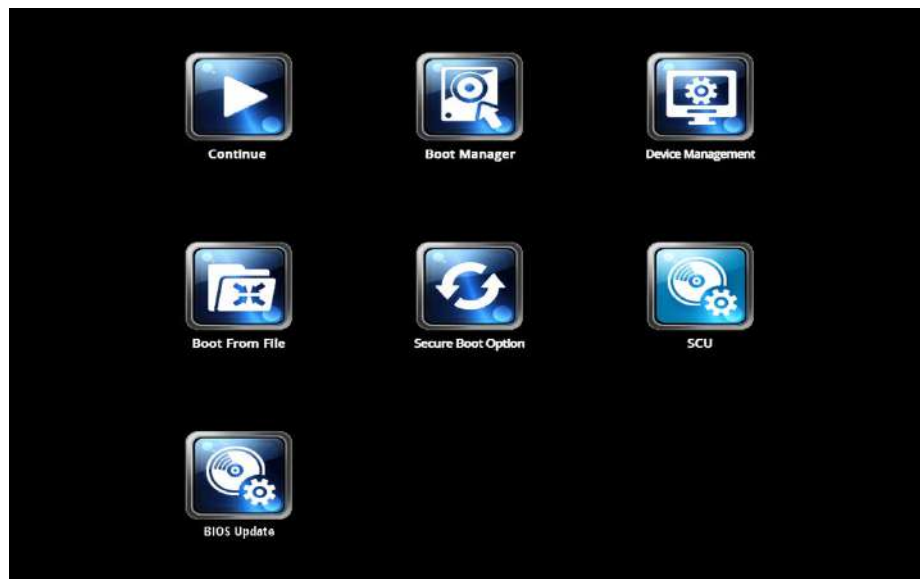 Continue
Boot Manager
Device Management
Boot From File
Secure Boot Option
SCU
BIOS Update